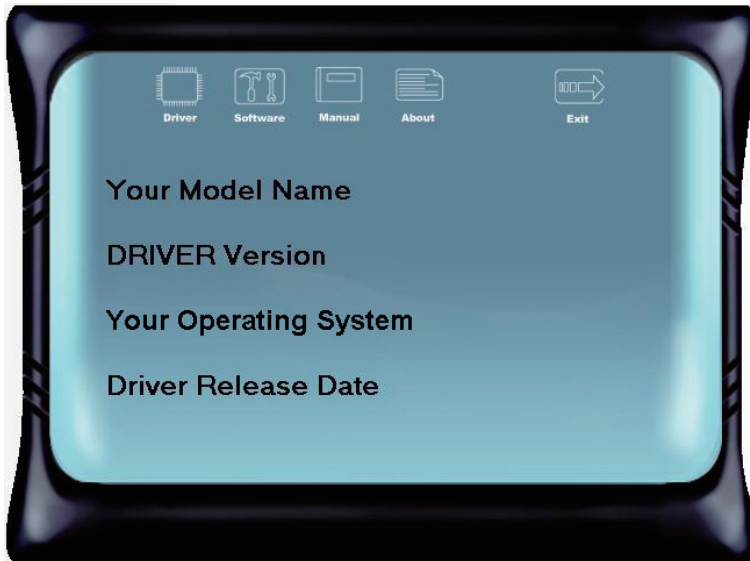 Driver Software Manual About Exit
Your Model Name
DRIVER Version
Your Operating System
Driver Release Date